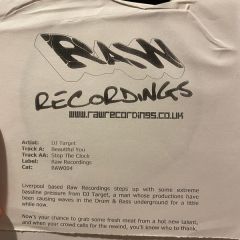 RAW
RECORDINGS
www.rawrecordings.co.uk
Artist: DJ Target
Track A: Beautiful You
Track AA: Stop The Clock
Label: Raw Recordings
Cat: RAW004
Liverpool based Raw Recordings steps up with some extreme
bassline pressure from DJ Target, a man whose productions have
been causing waves in the Drum & Bass underground for a little
while now.
Now's your chance to grab some fresh meat from a hot new talent,
and when your crowd calls for the rewind, you'll know who to thank.